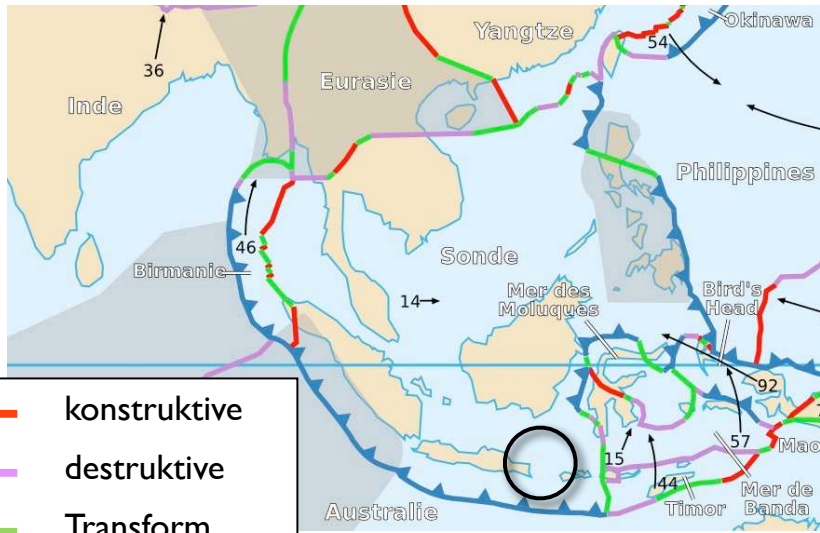 Yangtze
Okinawa
54
36
Eurasie
Inde
Philippines
46
Birmanie
Sonde
14
Mer des
Moluques
Bird's
Head
92
57
15
44
Mao
Mer de
Banda
Timor
Australie
konstruktive
destruktive
Transform